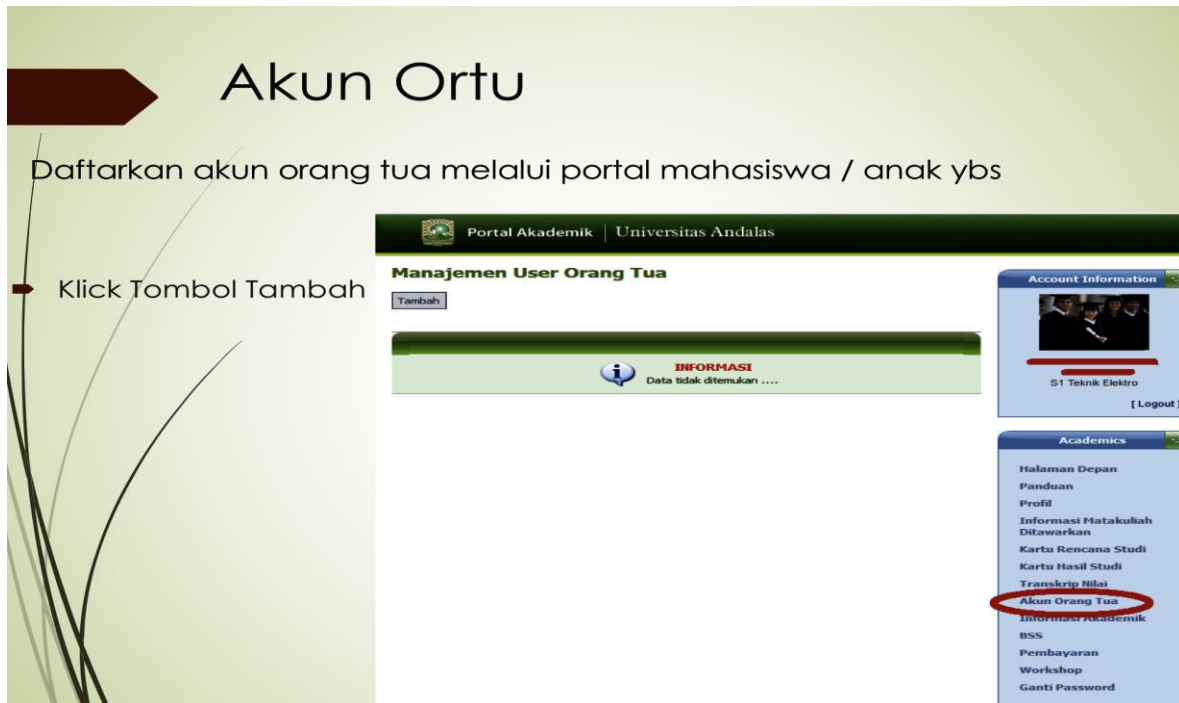 Akun Ortu
Daftarkan akun orang tua melalui portal mahasiswa / anak ybs
Klick Tombol Tambah
Portal Akademik | Universitas Andalas
Manajemen User Orang Tua
Tambah
INFORMASI
Data tidak ditemukan ....
Account Information
S1 Teknik Elektro
[ Logout ]
Academics
Halaman Depan
Panduan
Profil
Informasi Matakuliah
Ditawarkan
Kartu Rencana Studi
Kartu Hasil Studi
Transkrip Nilai
Akun Orang Tua
Informasi Akademik
BSS
Pembayaran
Workshop
Ganti Password